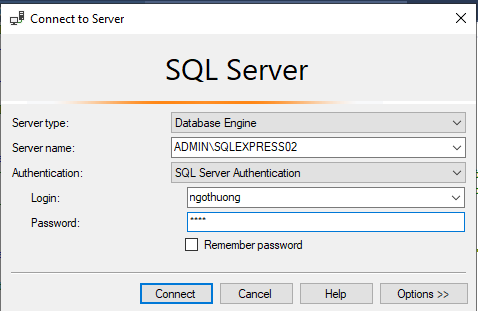 Connect to Server
SQL Server
Server type: Database Engine
Server name: ADMIN\SQLEXPRESS02
Authentication: SQL Server Authentication
Login: ngothuong
Password: ****
Remember password
Connect Cancel Help Options >>